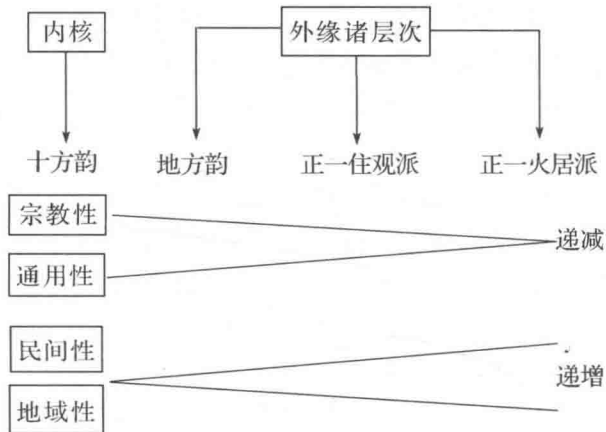 内核 外缘诸层次
十方韵 地方韵 正一住观派 正一火居派
宗教性
递减
通用性
民间性
递增
地域性